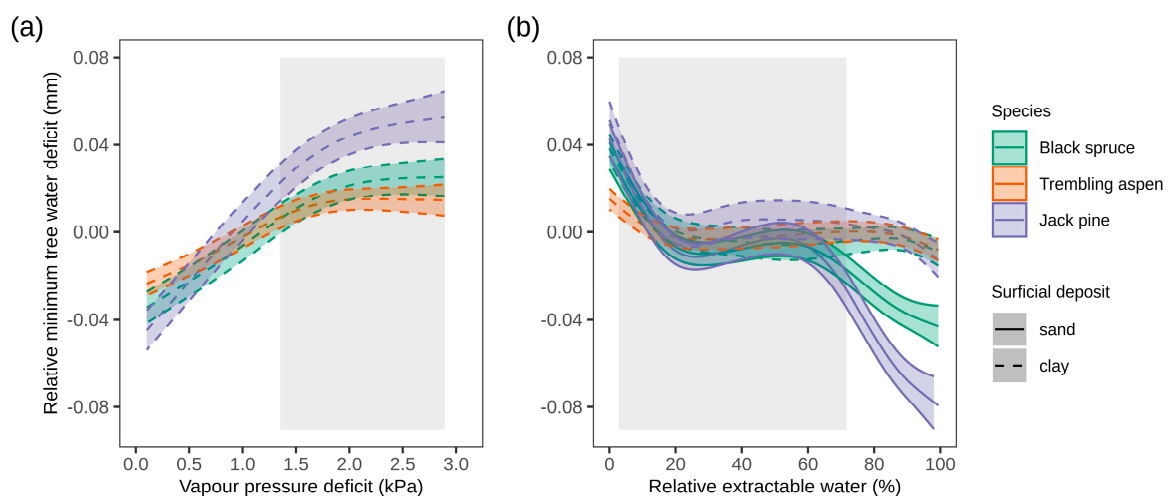 (a)
Relative minimum tree water deficit (mm)
0.08
0.04
0.00
-0.04
-0.08
0.0 0.5 1.0 1.5 2.0 2.5 3.0
Vapour pressure deficit (kPa)
(b)
0.08
0.04
0.00
-0.04
-0.08
0 20 40 60 80 100
Relative extractable water (%)
Species
Black spruce
Trembling aspen
Jack pine
Surficial deposit
sand
clay